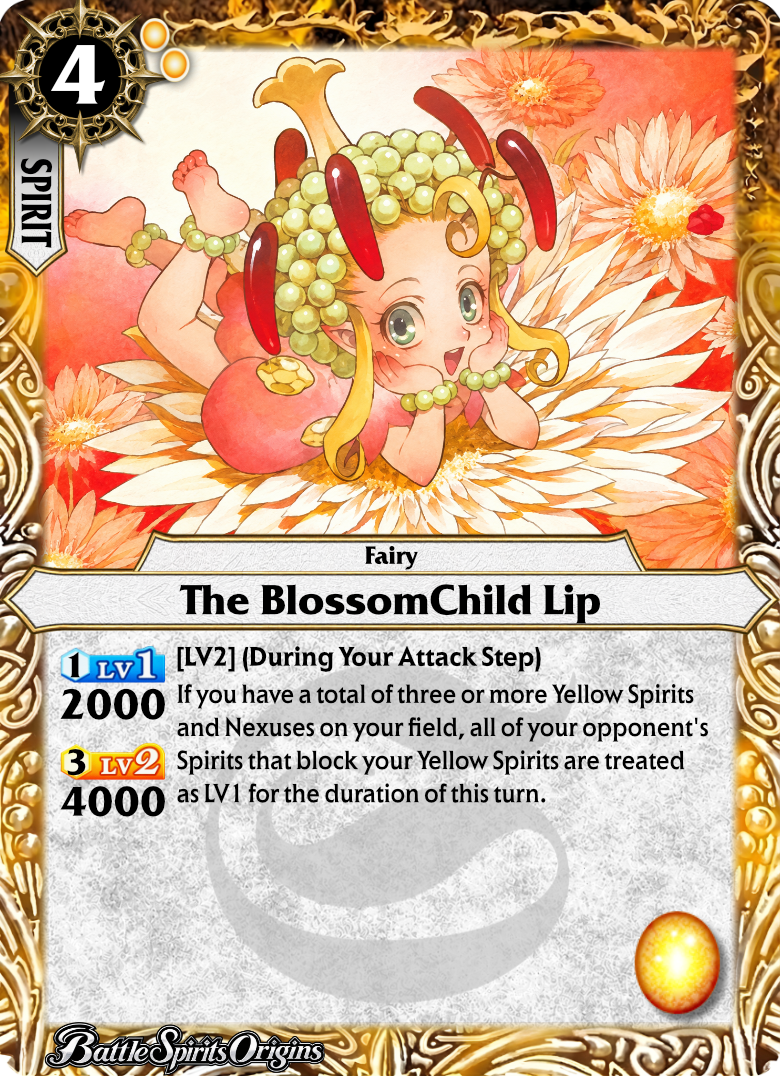 4
SPIRIT
Fairy
The BlossomChild Lip
1 LV1
2000
3 LV2
4000
[LV2] (During Your Attack Step)
If you have a total of three or more Yellow Spirits
and Nexuses on your field, all of your opponent's
Spirits that block your Yellow Spirits are treated
as LV1 for the duration of this turn.
BattleSpiritsOrigins